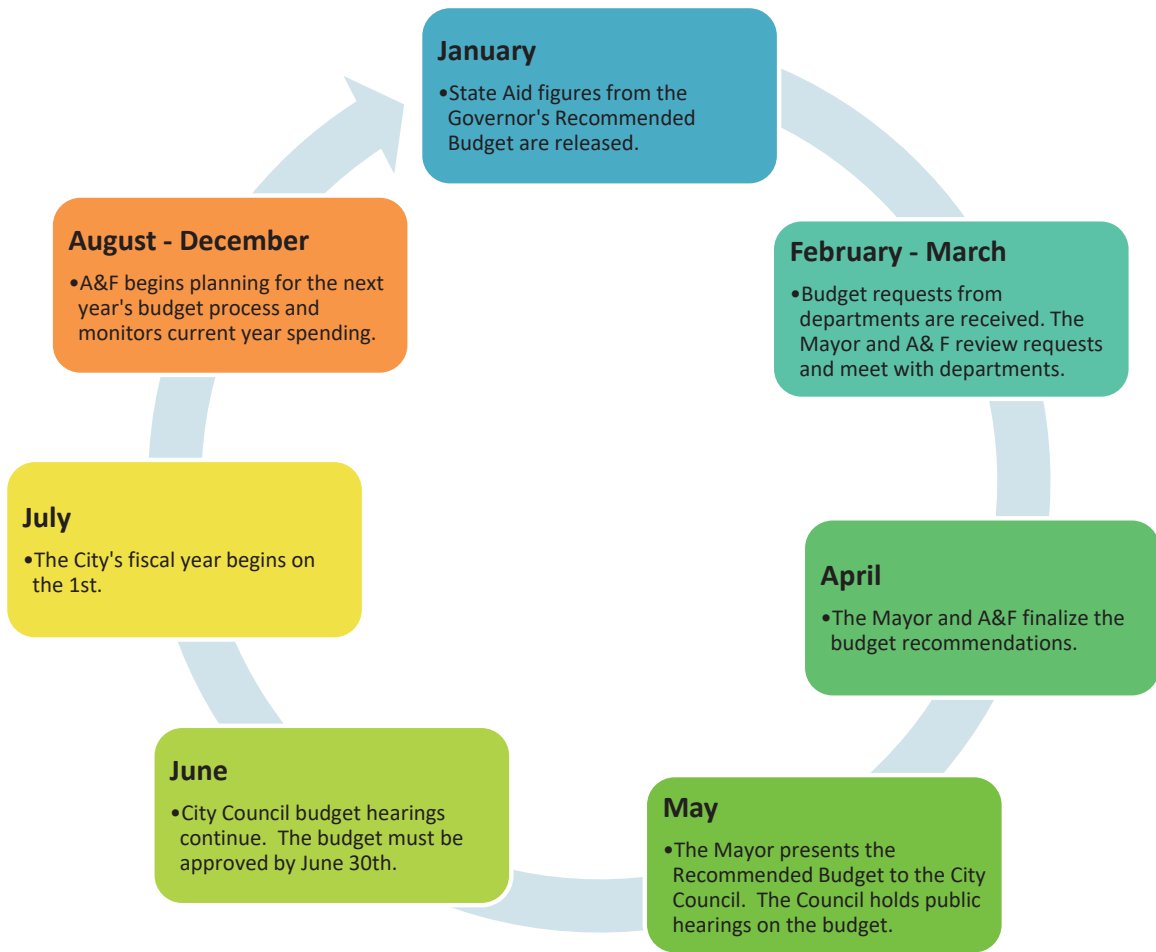 January
•State Aid figures from the
Governor's Recommended
Budget are released.
February - March
•Budget requests from
departments are received. The
Mayor and A& F review requests
and meet with departments.
April
•The Mayor and A&F finalize the
budget recommendations.
May
•The Mayor presents the
Recommended Budget to the City
Council.  The Council holds public
hearings on the budget.
June
•City Council budget hearings
continue.  The budget must be
approved by June 30th.
July
•The City's fiscal year begins on
the 1st.
August - December
•A&F begins planning for the next
year's budget process and
monitors current year spending.